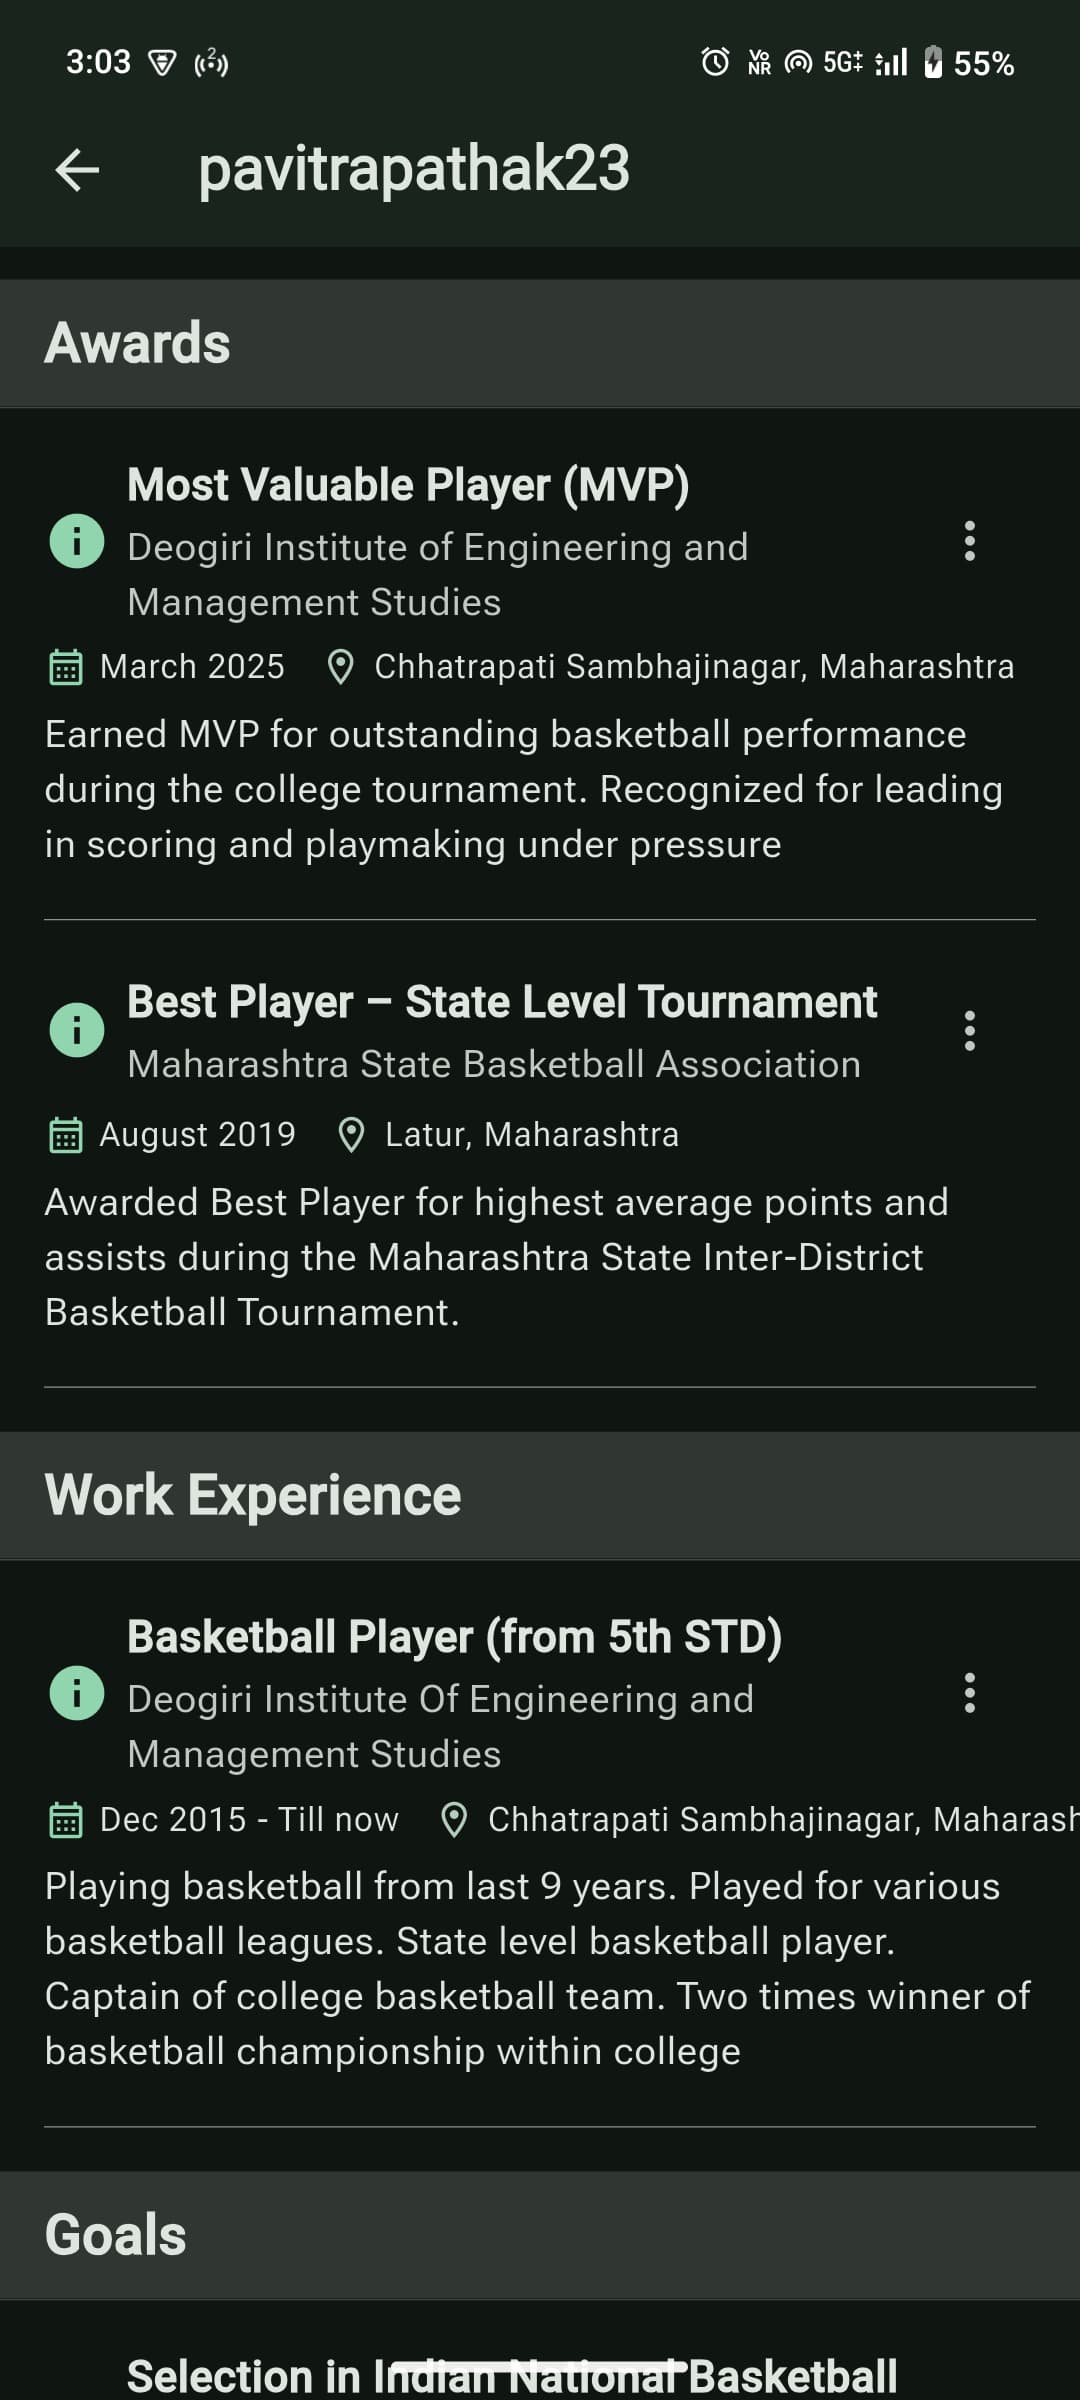 3:03 2 VoNR 5G‡ 55%
pavitrapathak23
Awards
Most Valuable Player (MVP)
Deogiri Institute of Engineering and
Management Studies
March 2025 Chhatrapati Sambhajinagar, Maharashtra
Earned MVP for outstanding basketball performance
during the college tournament. Recognized for leading
in scoring and playmaking under pressure
Best Player – State Level Tournament
Maharashtra State Basketball Association
August 2019 Latur, Maharashtra
Awarded Best Player for highest average points and
assists during the Maharashtra State Inter-District
Basketball Tournament.
Work Experience
Basketball Player (from 5th STD)
Deogiri Institute Of Engineering and
Management Studies
Dec 2015 - Till now Chhatrapati Sambhajinagar, Maharash
Playing basketball from last 9 years. Played for various
basketball leagues. State level basketball player.
Captain of college basketball team. Two times winner of
basketball championship within college
Goals
Selection in Indian National Basketball